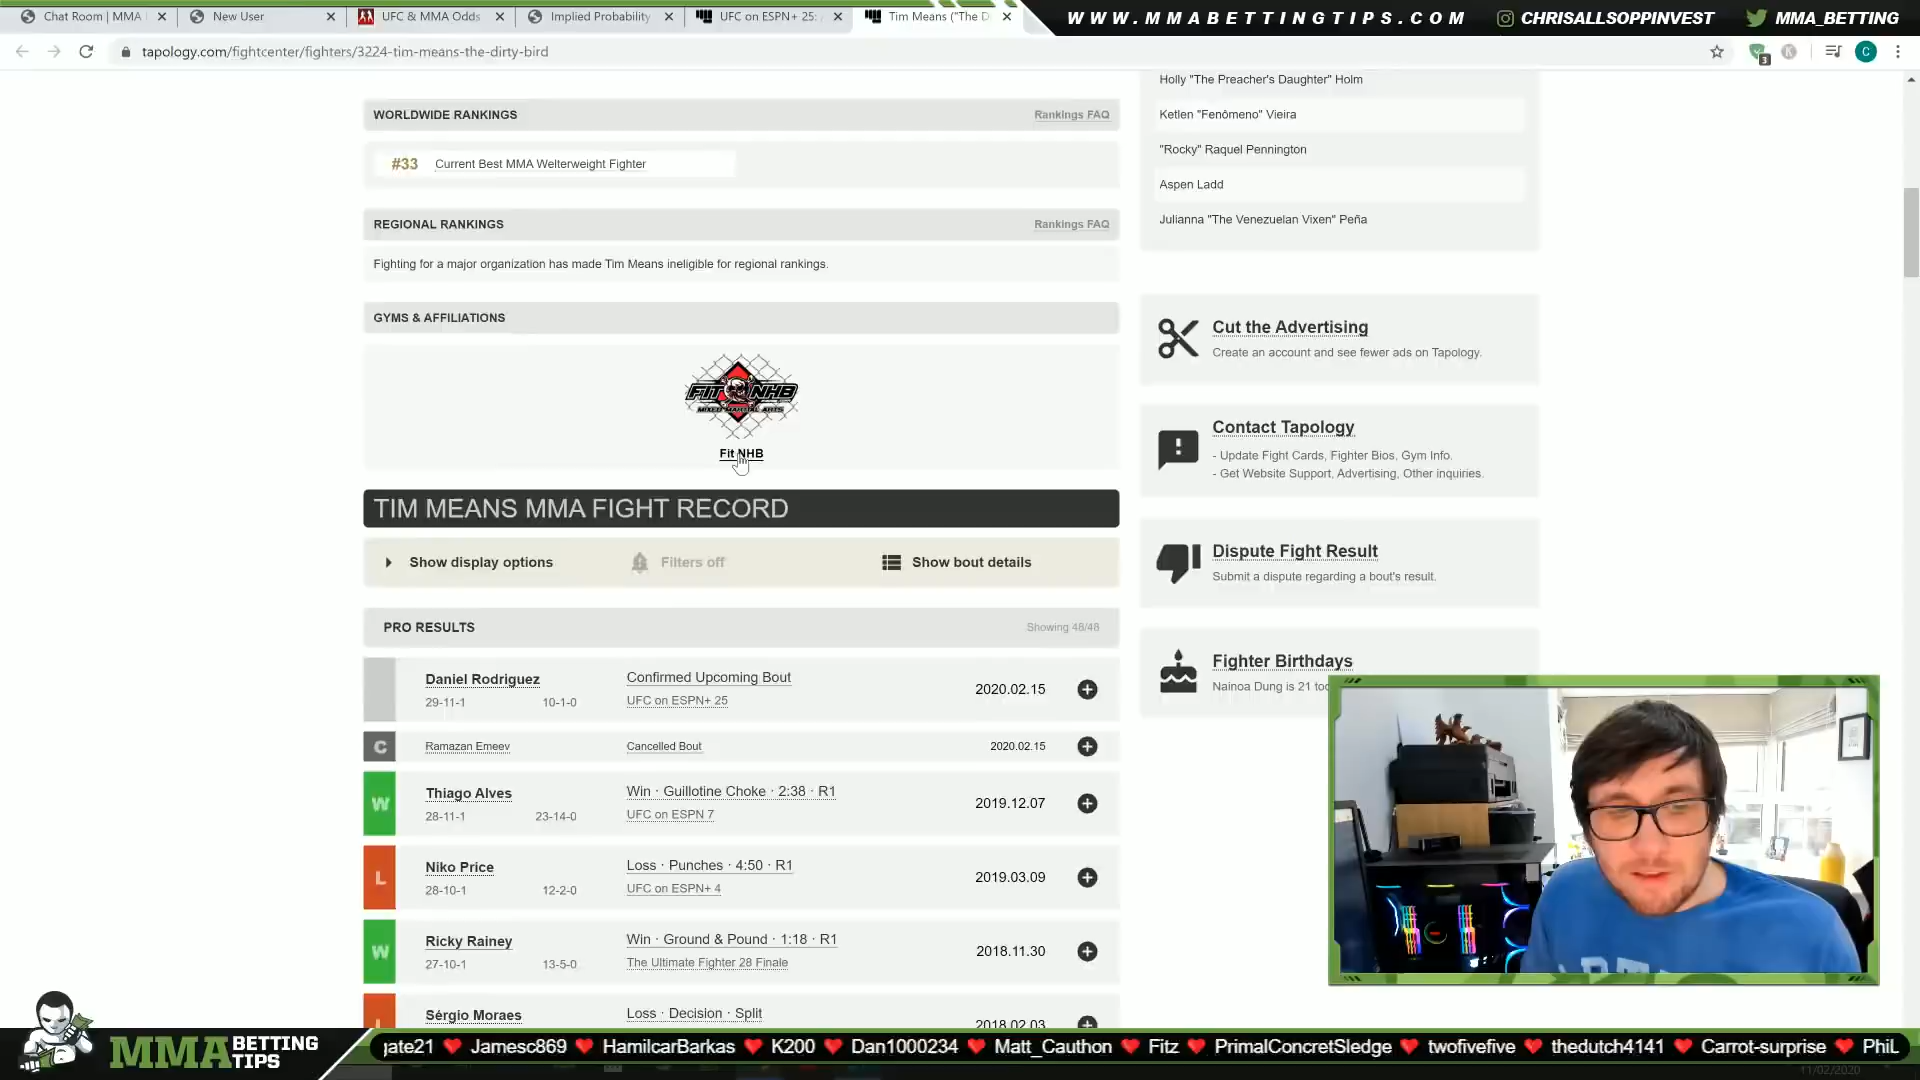 Chat Room | MMA
New User
UFC & MMA Odds
Implied Probability
UFC on ESPN+ 25:
Tim Means ("The D
WWW.MMABETTINGTIPS.COM
CHRISALLSOPPINVEST
MMA_BETTING
tapology.com/fightcenter/fighters/3224-tim-means-the-dirty-bird
3
K
C
WORLDWIDE RANKINGS
Rankings FAQ
#33 Current Best MMA Welterweight Fighter
REGIONAL RANKINGS
Rankings FAQ
Fighting for a major organization has made Tim Means ineligible for regional rankings.
GYMS & AFFILIATIONS
FIT NHB
MIXED MARTIAL ARTS
Fit NHB
TIM MEANS MMA FIGHT RECORD
Show display options
Filters off
Show bout details
PRO RESULTS
Showing 48/48
Daniel Rodriguez
Confirmed Upcoming Bout
2020.02.15
29-11-1
10-1-0
UFC on ESPN+ 25
C
Ramazan Emeev
Cancelled Bout
2020.02.15
W
Thiago Alves
Win · Guillotine Choke · 2:38 · R1
2019.12.07
28-11-1
23-14-0
UFC on ESPN 7
L
Niko Price
Loss · Punches · 4:50 · R1
2019.03.09
28-10-1
12-2-0
UFC on ESPN+ 4
W
Ricky Rainey
Win · Ground & Pound · 1:18 · R1
2018.11.30
27-10-1
13-5-0
The Ultimate Fighter 28 Finale
L
Sérgio Moraes
Loss · Decision · Split
2018.02.03
Holly "The Preacher's Daughter" Holm
Ketlen "Fenômeno" Vieira
"Rocky" Raquel Pennington
Aspen Ladd
Julianna "The Venezuelan Vixen" Peña
Cut the Advertising
Create an account and see fewer ads on Tapology.
Contact Tapology
- Update Fight Cards, Fighter Bios. Gym Info.
- Get Website Support, Advertising, Other inquiries.
Dispute Fight Result
Submit a dispute regarding a bout's result.
Fighter Birthdays
Nainoa Dung is 21
MMA BETTING
TIPS
gate21 ❤ Jamesc869 ❤ HamilcarBarkas ❤ K200 ❤ Dan1000234 ❤ Matt_Cauthon ❤ Fitz ❤ PrimalConcretSledge ❤ twofivefive ❤ thedutch4141 ❤ Carrot-surprise ❤ PhiL
11/02/2020